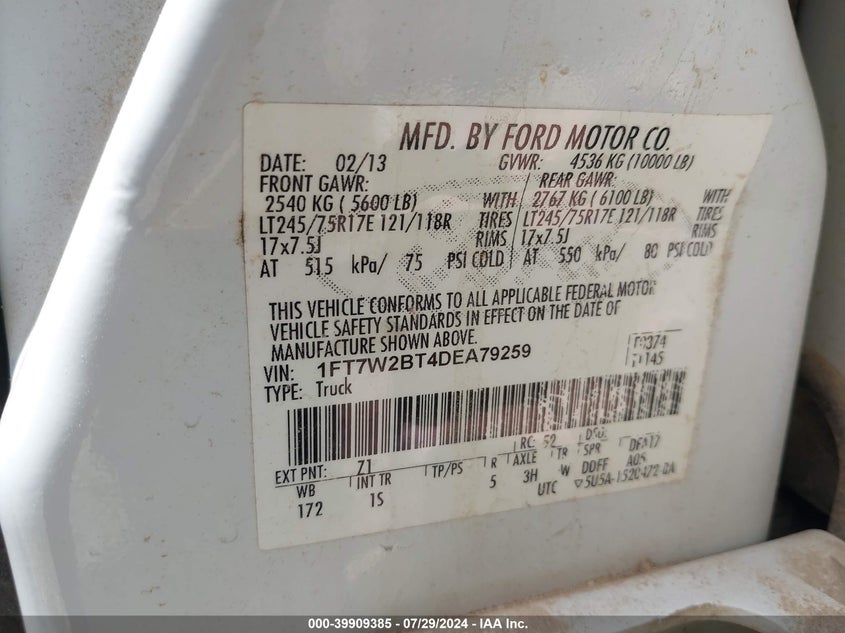 MFD. BY FORD MOTOR CO.
DATE: 02/13 GVWR: 4536 KG (10000 LB)
FRONT GAWR: REAR GAWR:
2540 KG ( 5600 LB) WITH 2767 KG ( 6100 LB) WITH
LT245/75R17E 121/118R TIRES LT245/75R17E 121/118R TIRES
17x7.5J RIMS 17x7.5J RIMS
AT 515 kPa/ 75 PSI COLD AT 550 kPa/ 80 PSI COLD
THIS VEHICLE CONFORMS TO ALL APPLICABLE FEDERAL MOTOR
VEHICLE SAFETY STANDARDS IN EFFECT ON THE DATE OF
MANUFACTURE SHOWN ABOVE.
VIN: 1FT7W2BT4DEA79259
TYPE: Truck
EXT PNT: Z1 RC: 52
WB INT TR TP/PS R AXLE TR SPR
172 1S 5 3H W DDFF
UTC
000-39909385 / 07/29/2024 - IAA Inc.